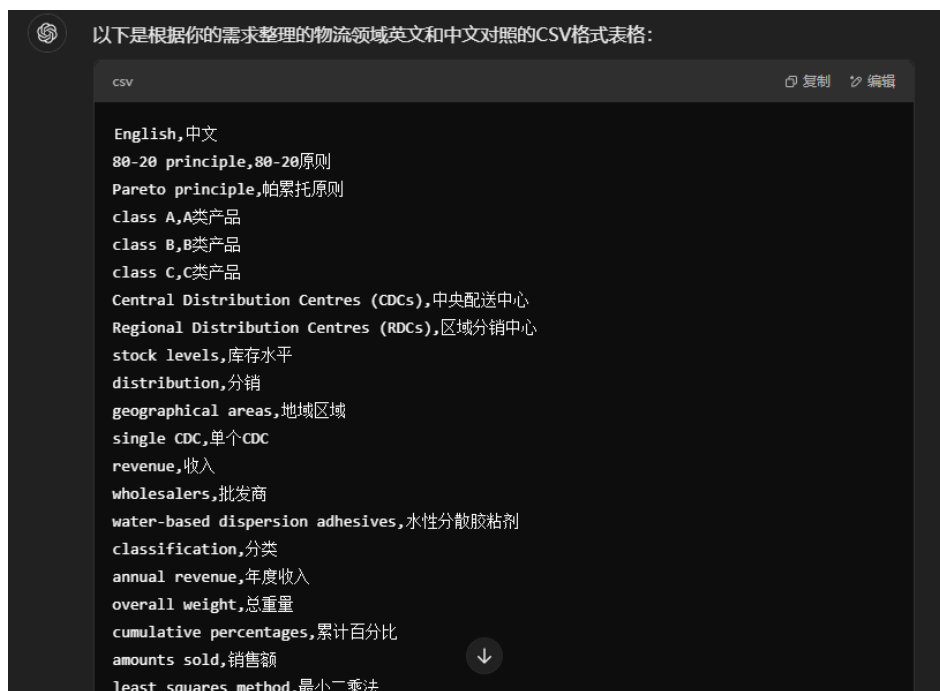 以下是根据你的需求整理的物流领域英文和中文对照的CSV格式表格：
csv 复制 编辑
English,中文
80-20 principle,80-20原则
Pareto principle,帕累托原则
class A,A类产品
class B,B类产品
class C,C类产品
Central Distribution Centres (CDCs),中央配送中心
Regional Distribution Centres (RDCs),区域分销中心
stock levels,库存水平
distribution,分销
geographical areas,地域区域
single CDC,单个CDC
revenue,收入
wholesalers,批发商
water-based dispersion adhesives,水性分散胶粘剂
classification,分类
annual revenue,年度收入
overall weight,总重量
cumulative percentages,累计百分比
amounts sold,销售额
least squares method,最小二乘法